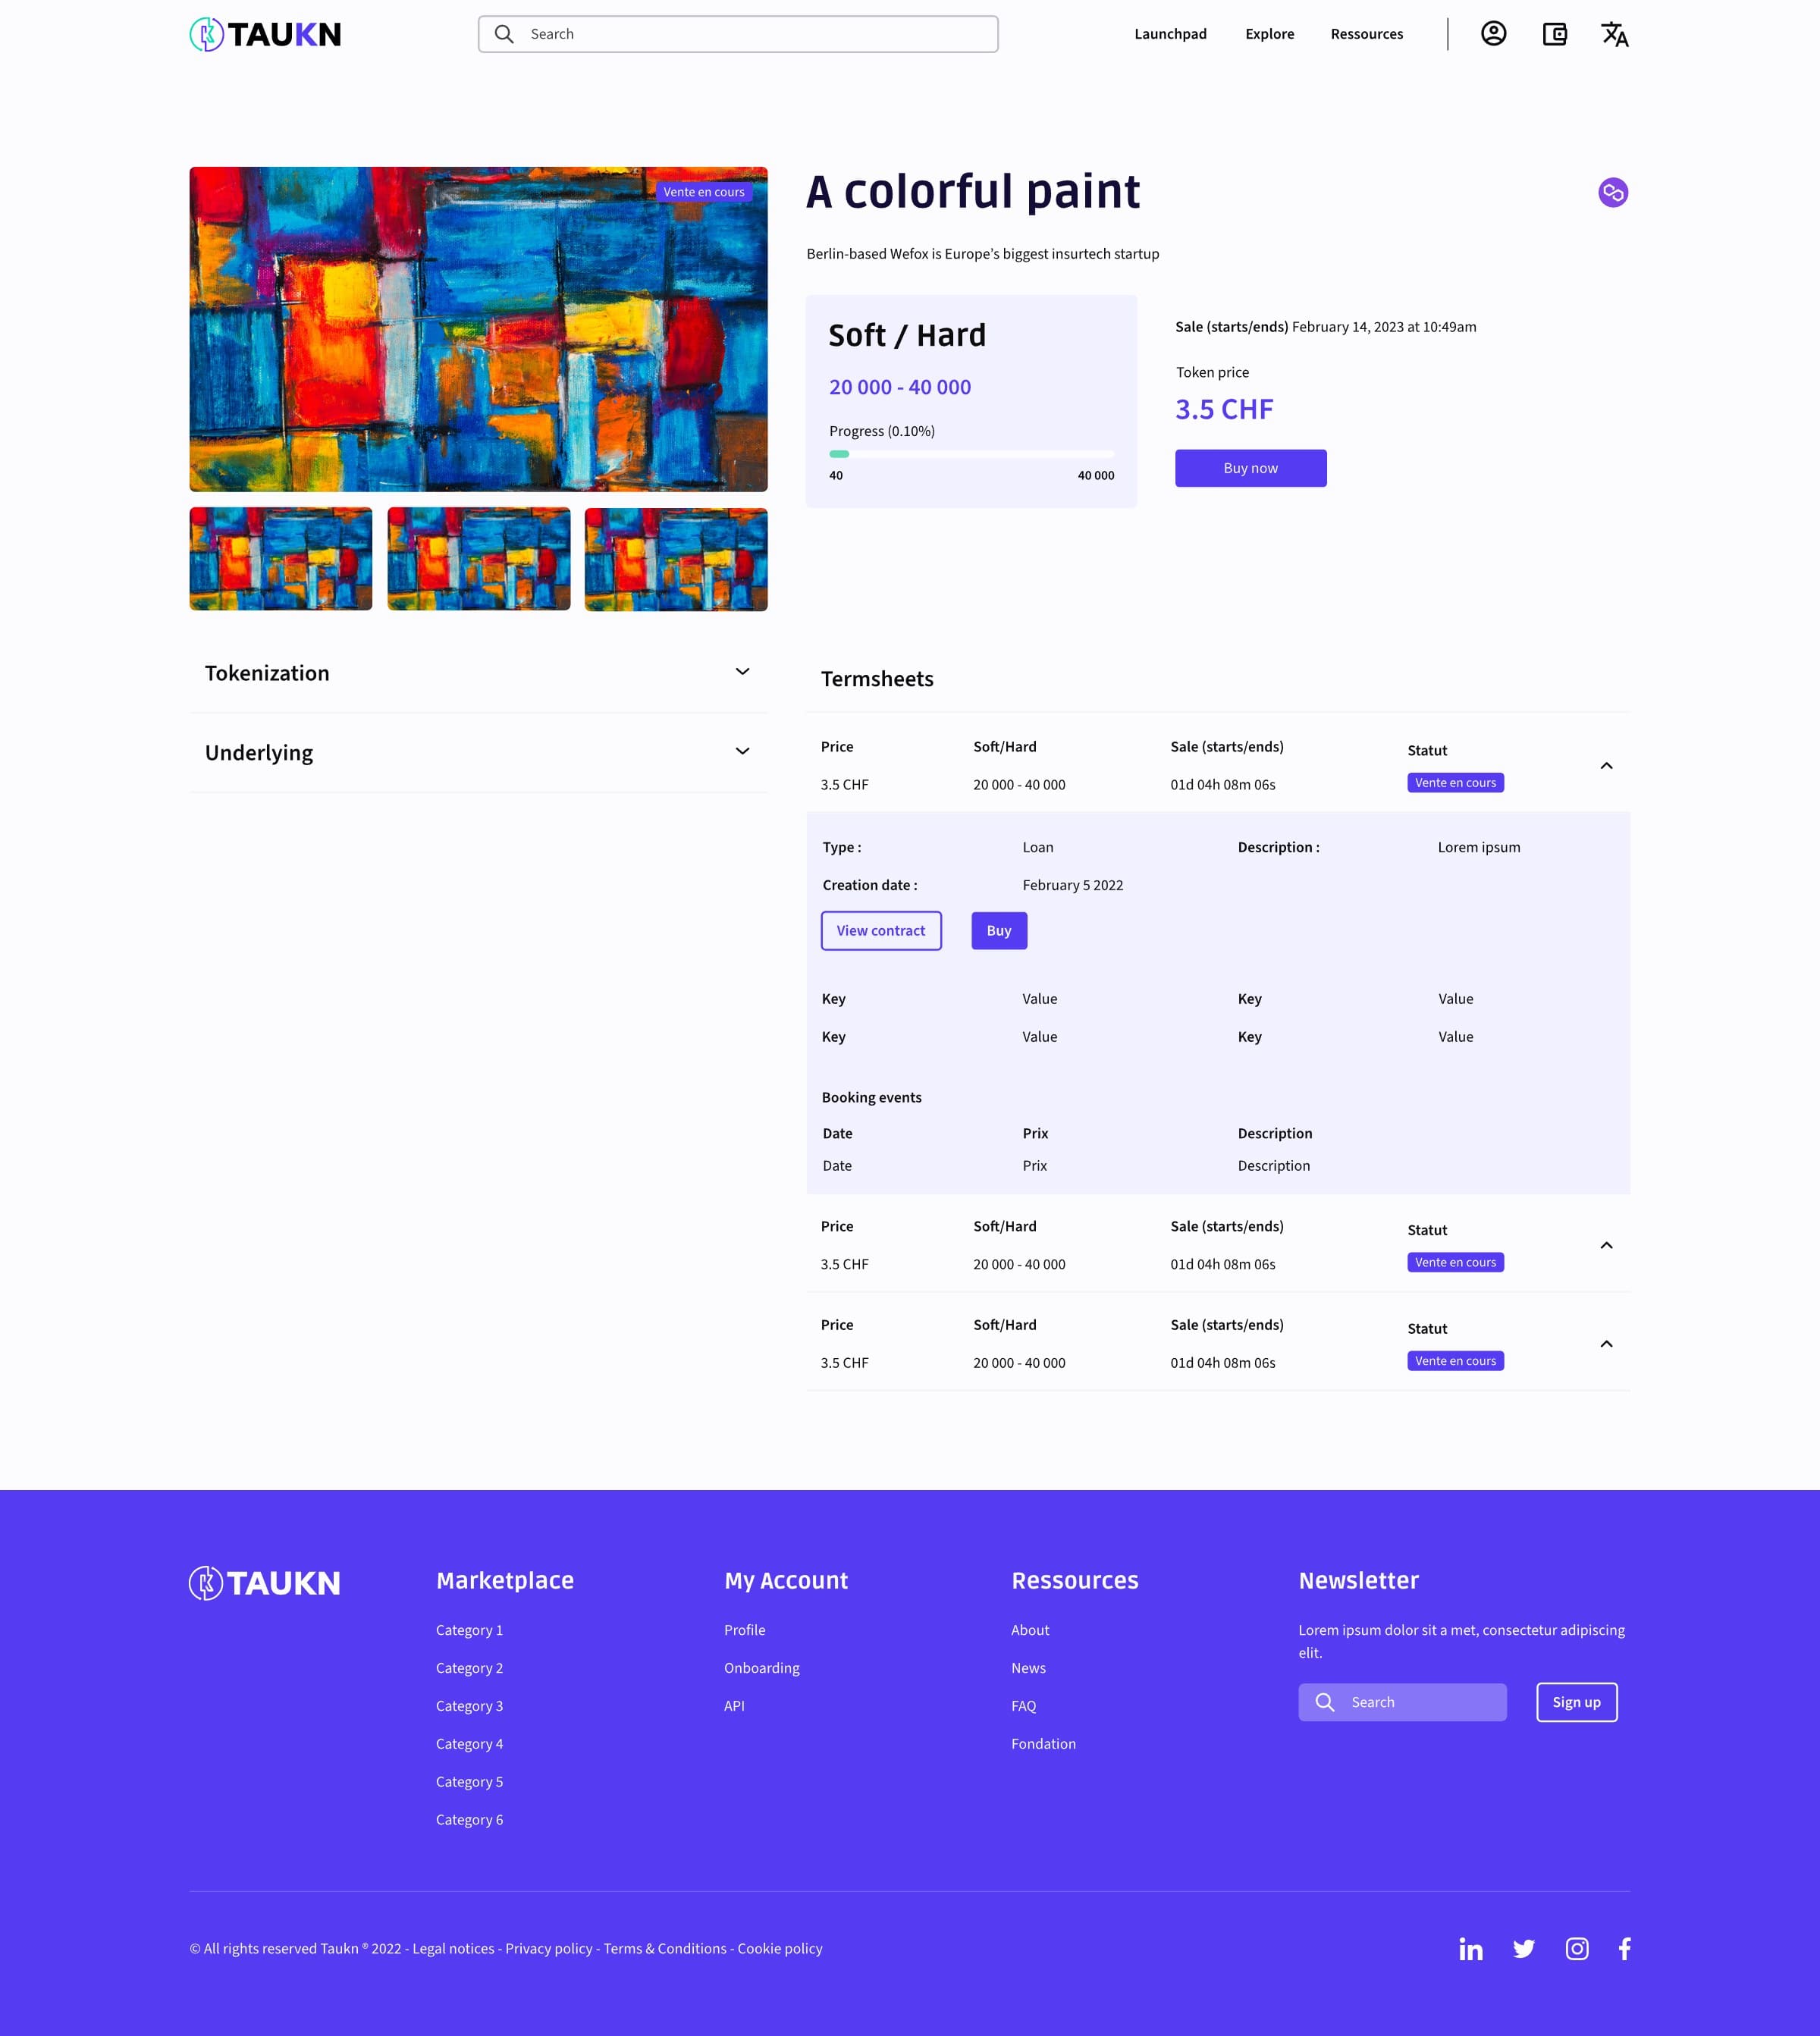 TAUKN
Search
Launchpad
Explore
Ressources
Vente en cours
A colorful paint
Berlin-based Wefox is Europe’s biggest insurtech startup
Soft / Hard
20 000 - 40 000
Progress (0.10%)
40
40 000
Sale (starts/ends) February 14, 2023 at 10:49am
Token price
3.5 CHF
Buy now
Tokenization
Underlying
Termsheets
Price
Soft/Hard
Sale (starts/ends)
Statut
3.5 CHF
20 000 - 40 000
01d 04h 08m 06s
Vente en cours
Type :
Loan
Description :
Lorem ipsum
Creation date :
February 5 2022
View contract
Buy
Key
Value
Key
Value
Key
Value
Key
Value
Booking events
Date
Prix
Description
Date
Prix
Description
Price
Soft/Hard
Sale (starts/ends)
Statut
3.5 CHF
20 000 - 40 000
01d 04h 08m 06s
Vente en cours
Price
Soft/Hard
Sale (starts/ends)
Statut
3.5 CHF
20 000 - 40 000
01d 04h 08m 06s
Vente en cours
TAUKN
Marketplace
Category 1
Category 2
Category 3
Category 4
Category 5
Category 6
My Account
Profile
Onboarding
API
Ressources
About
News
FAQ
Fondation
Newsletter
Lorem ipsum dolor sit a met, consectetur adipiscing
elit.
Search
Sign up
© All rights reserved Taukn ® 2022 - Legal notices - Privacy policy - Terms & Conditions - Cookie policy